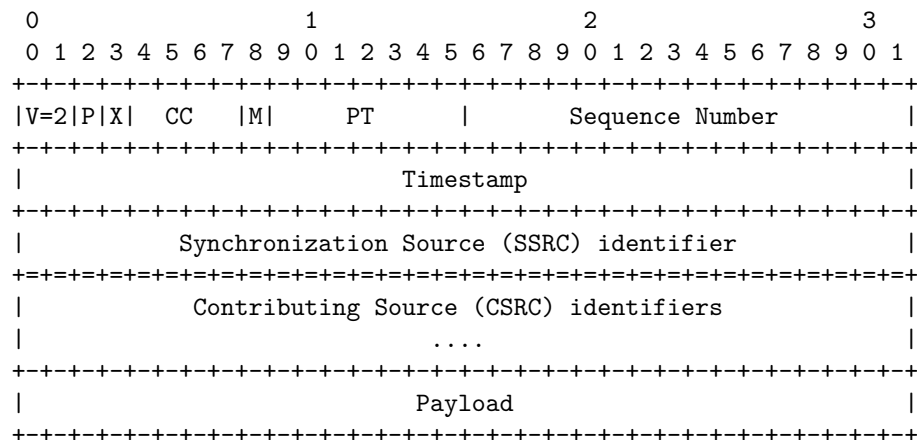 0                   1                   2                   3
0 1 2 3 4 5 6 7 8 9 0 1 2 3 4 5 6 7 8 9 0 1 2 3 4 5 6 7 8 9 0 1
+-+-+-+-+-+-+-+-+-+-+-+-+-+-+-+-+-+-+-+-+-+-+-+-+-+-+-+-+-+-+-+-+
|V=2|P|X|  CC   |M|     PT      |       Sequence Number         |
+-+-+-+-+-+-+-+-+-+-+-+-+-+-+-+-+-+-+-+-+-+-+-+-+-+-+-+-+-+-+-+-+
|                           Timestamp                           |
+-+-+-+-+-+-+-+-+-+-+-+-+-+-+-+-+-+-+-+-+-+-+-+-+-+-+-+-+-+-+-+-+
|           Synchronization Source (SSRC) identifier            |
+=+=+=+=+=+=+=+=+=+=+=+=+=+=+=+=+=+=+=+=+=+=+=+=+=+=+=+=+=+=+=+=+
|            Contributing Source (CSRC) identifiers             |
|                             ....                              |
+-+-+-+-+-+-+-+-+-+-+-+-+-+-+-+-+-+-+-+-+-+-+-+-+-+-+-+-+-+-+-+-+
|                            Payload                            |
+-+-+-+-+-+-+-+-+-+-+-+-+-+-+-+-+-+-+-+-+-+-+-+-+-+-+-+-+-+-+-+-+